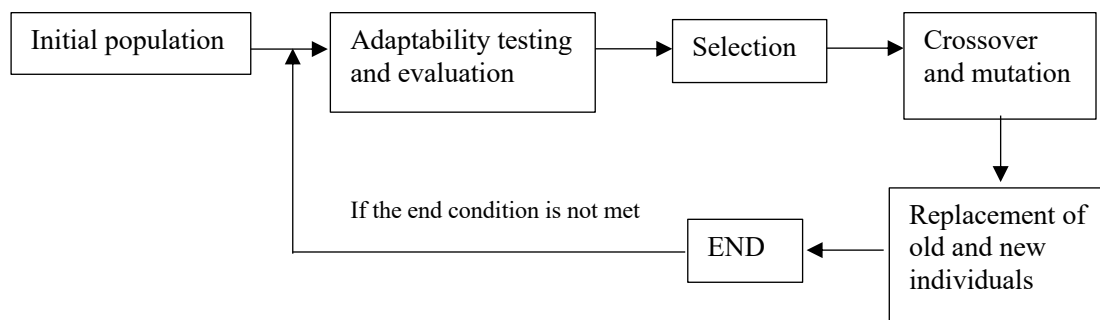 Initial population
Adaptability testing
and evaluation
Selection
Crossover
and mutation
If the end condition is not met
END
Replacement of
old and new
individuals